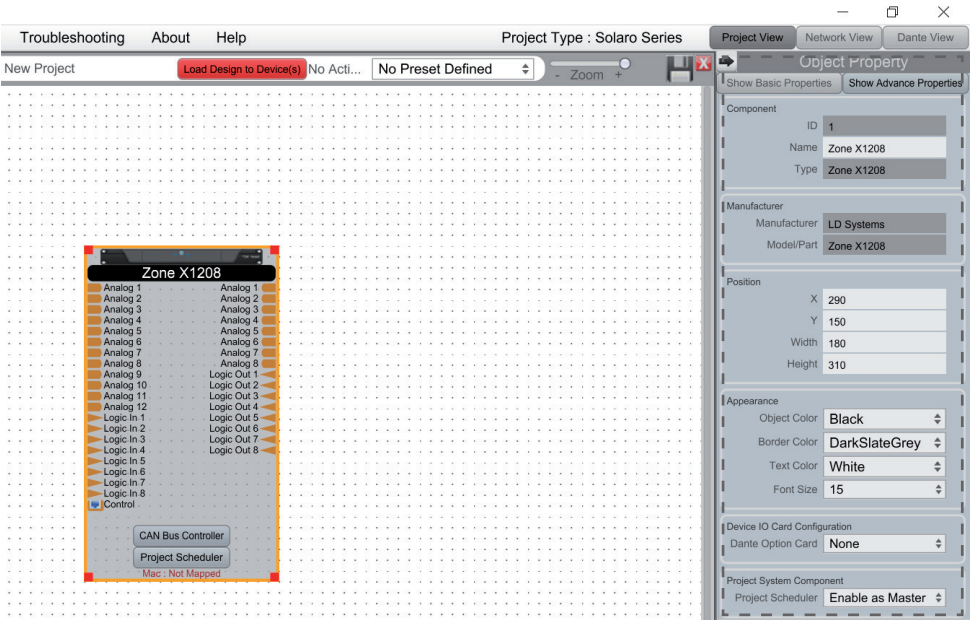 Troubleshooting About Help Project Type : Solaro Series Project View Network View Dante View
New Project Load Design to Device(s) No Acti... No Preset Defined - Zoom + X Object Property
Show Basic Properties Show Advance Properties
Component
ID 1
Name Zone X1208
Type Zone X1208
Manufacturer
Manufacturer LD Systems
Model/Part Zone X1208
Position
X 290
Y 150
Width 180
Height 310
Appearance
Object Color Black
Border Color DarkSlateGrey
Text Color White
Font Size 15
Device IO Card Configuration
Dante Option Card None
Project System Component
Project Scheduler Enable as Master
Zone X1208
Analog 1 Analog 1
Analog 2 Analog 2
Analog 3 Analog 3
Analog 4 Analog 4
Analog 5 Analog 5
Analog 6 Analog 6
Analog 7 Analog 7
Analog 8 Analog 8
Analog 9 Logic Out 1
Analog 10 Logic Out 2
Analog 11 Logic Out 3
Analog 12 Logic Out 4
Logic In 1 Logic Out 5
Logic In 2 Logic Out 6
Logic In 3 Logic Out 7
Logic In 4 Logic Out 8
Logic In 5
Logic In 6
Logic In 7
Logic In 8
Control
CAN Bus Controller
Project Scheduler
Mac : Not Mapped